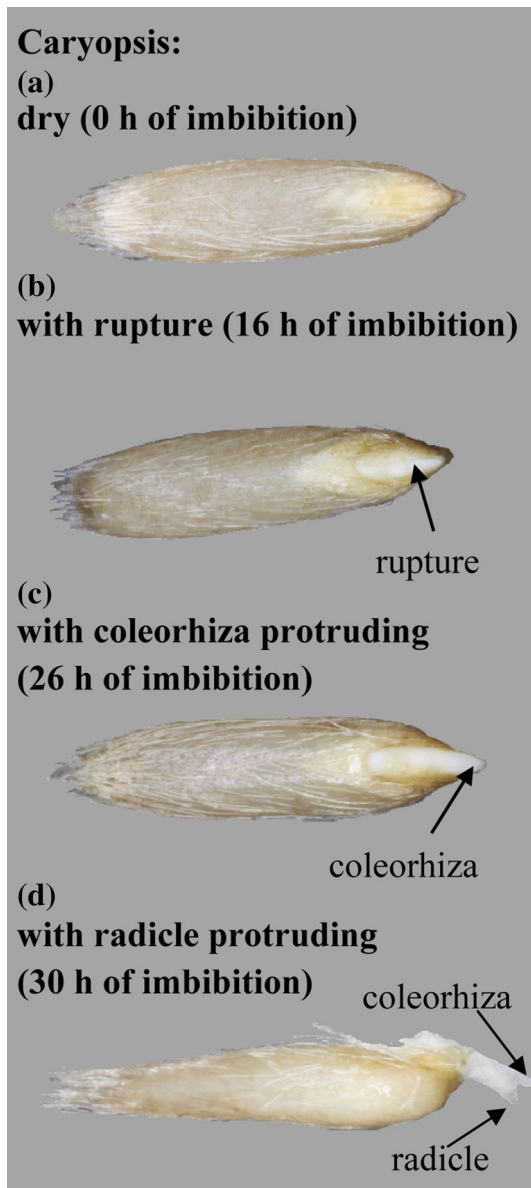 Caryopsis:
(a)
dry (0 h of imbibition)
(b)
with rupture (16 h of imbibition)
rupture
(c)
with coleorhiza protruding
(26 h of imbibition)
coleorhiza
(d)
with radicle protruding
(30 h of imbibition)
coleorhiza
radicle